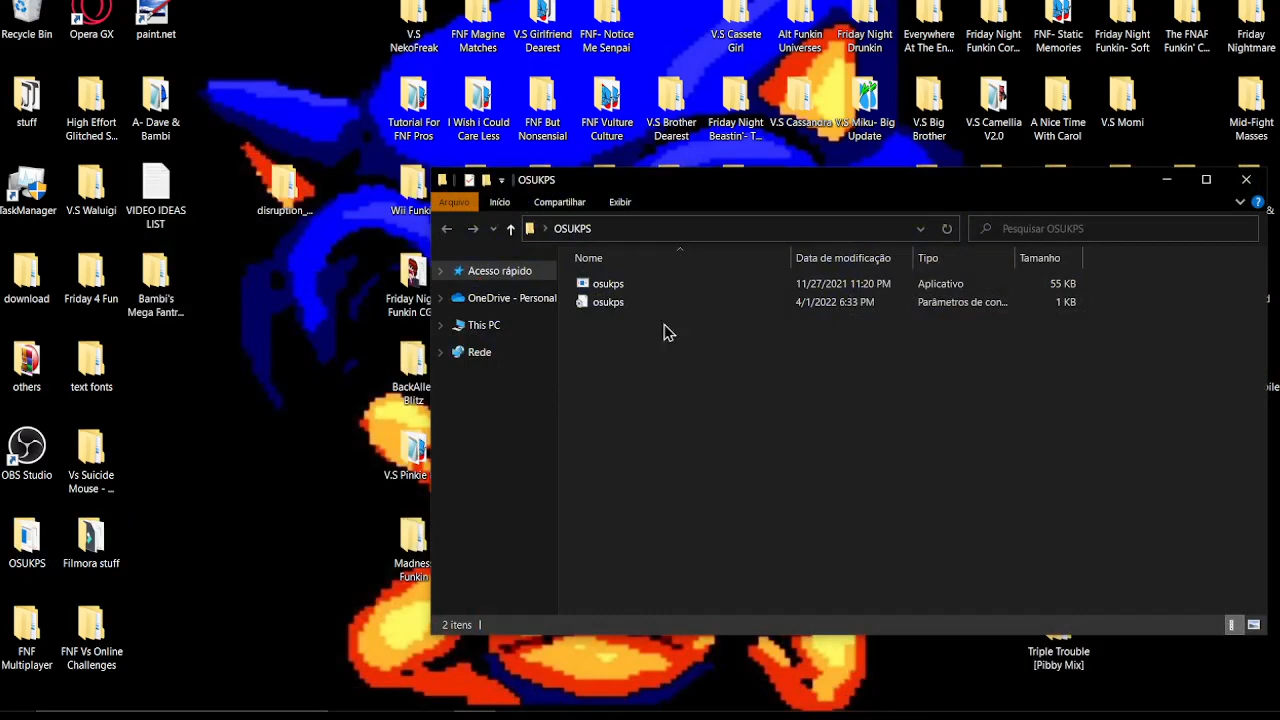 Recycle Bin
Opera GX
paint.net
V.S NekoFreak
FNF Magine Matches
V.S Girlfriend Dearest
FNF- Notice Me Senpai
V.S Cassete Girl
Alt Funkin Universes
Friday Night Drunkin
Everywhere At The En...
Friday Night Funkin Cor...
FNF- Static Memories
Friday Night Funkin- Soft
The FNAF Funkin' C...
Friday Nightmare
stuff
High Effort Glitched S...
A- Dave & Bambi
Tutorial For FNF Pros
I Wish i Could Care Less
FNF But Nonsensial
FNF Vulture Culture
V.S Brother Dearest
Friday Night Beastin'- T...
V.S Cassandra
V.S Miku- Big Update
V.S Big Brother
V.S Camellia V2.0
A Nice Time With Carol
V.S Momi
Mid-Fight Masses
TaskManager
V.S Waluigi
VIDEO IDEAS LIST
disruption_...
Wii Funki
OSUKPS
Arquivo
Início
Compartilhar
Exibir
OSUKPS
Pesquisar OSUKPS
Nome
Data de modificação
Tipo
Tamanho
Acesso rápido
osukps
11/27/2021 11:20 PM
Aplicativo
55 KB
OneDrive - Personal
osukps
4/1/2022 6:33 PM
Parâmetros de con...
1 KB
This PC
Rede
download
Friday 4 Fun
Bambi's Mega Fantr...
Friday Nig Funkin CG
others
text fonts
BackAlle Blitz
OBS Studio
Vs Suicide Mouse - ...
V.S Pinkie
OSUKPS
Filmora stuff
Madnes Funkin
2 itens
FNF Multiplayer
FNF Vs Online Challenges
Triple Trouble [Pibby Mix]